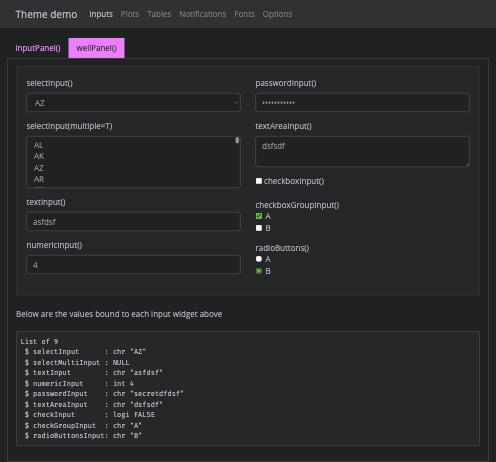 Theme demo Inputs Plots Tables Notifications Fonts Options
inputPanel() wellPanel()
selectInput()
AZ
selectInput(multiple=T)
AL
AK
AZ
AR
textInput()
asfdsf
numericInput()
4
passwordInput()
•••••••••••
textAreaInput()
dsfsdf
checkboxInput()
checkboxGroupInput()
A
B
radioButtons()
A
B
Below are the values bound to each input widget above
List of 9
$ selectInput : chr "AZ"
$ selectMultiInput : NULL
$ textInput : chr "asfdsf"
$ numericInput : int 4
$ passwordInput : chr "secretdfdsf"
$ textAreaInput : chr "dsfsdf"
$ checkInput : logi FALSE
$ checkGroupInput : chr "A"
$ radioButtonsInput: chr "B"